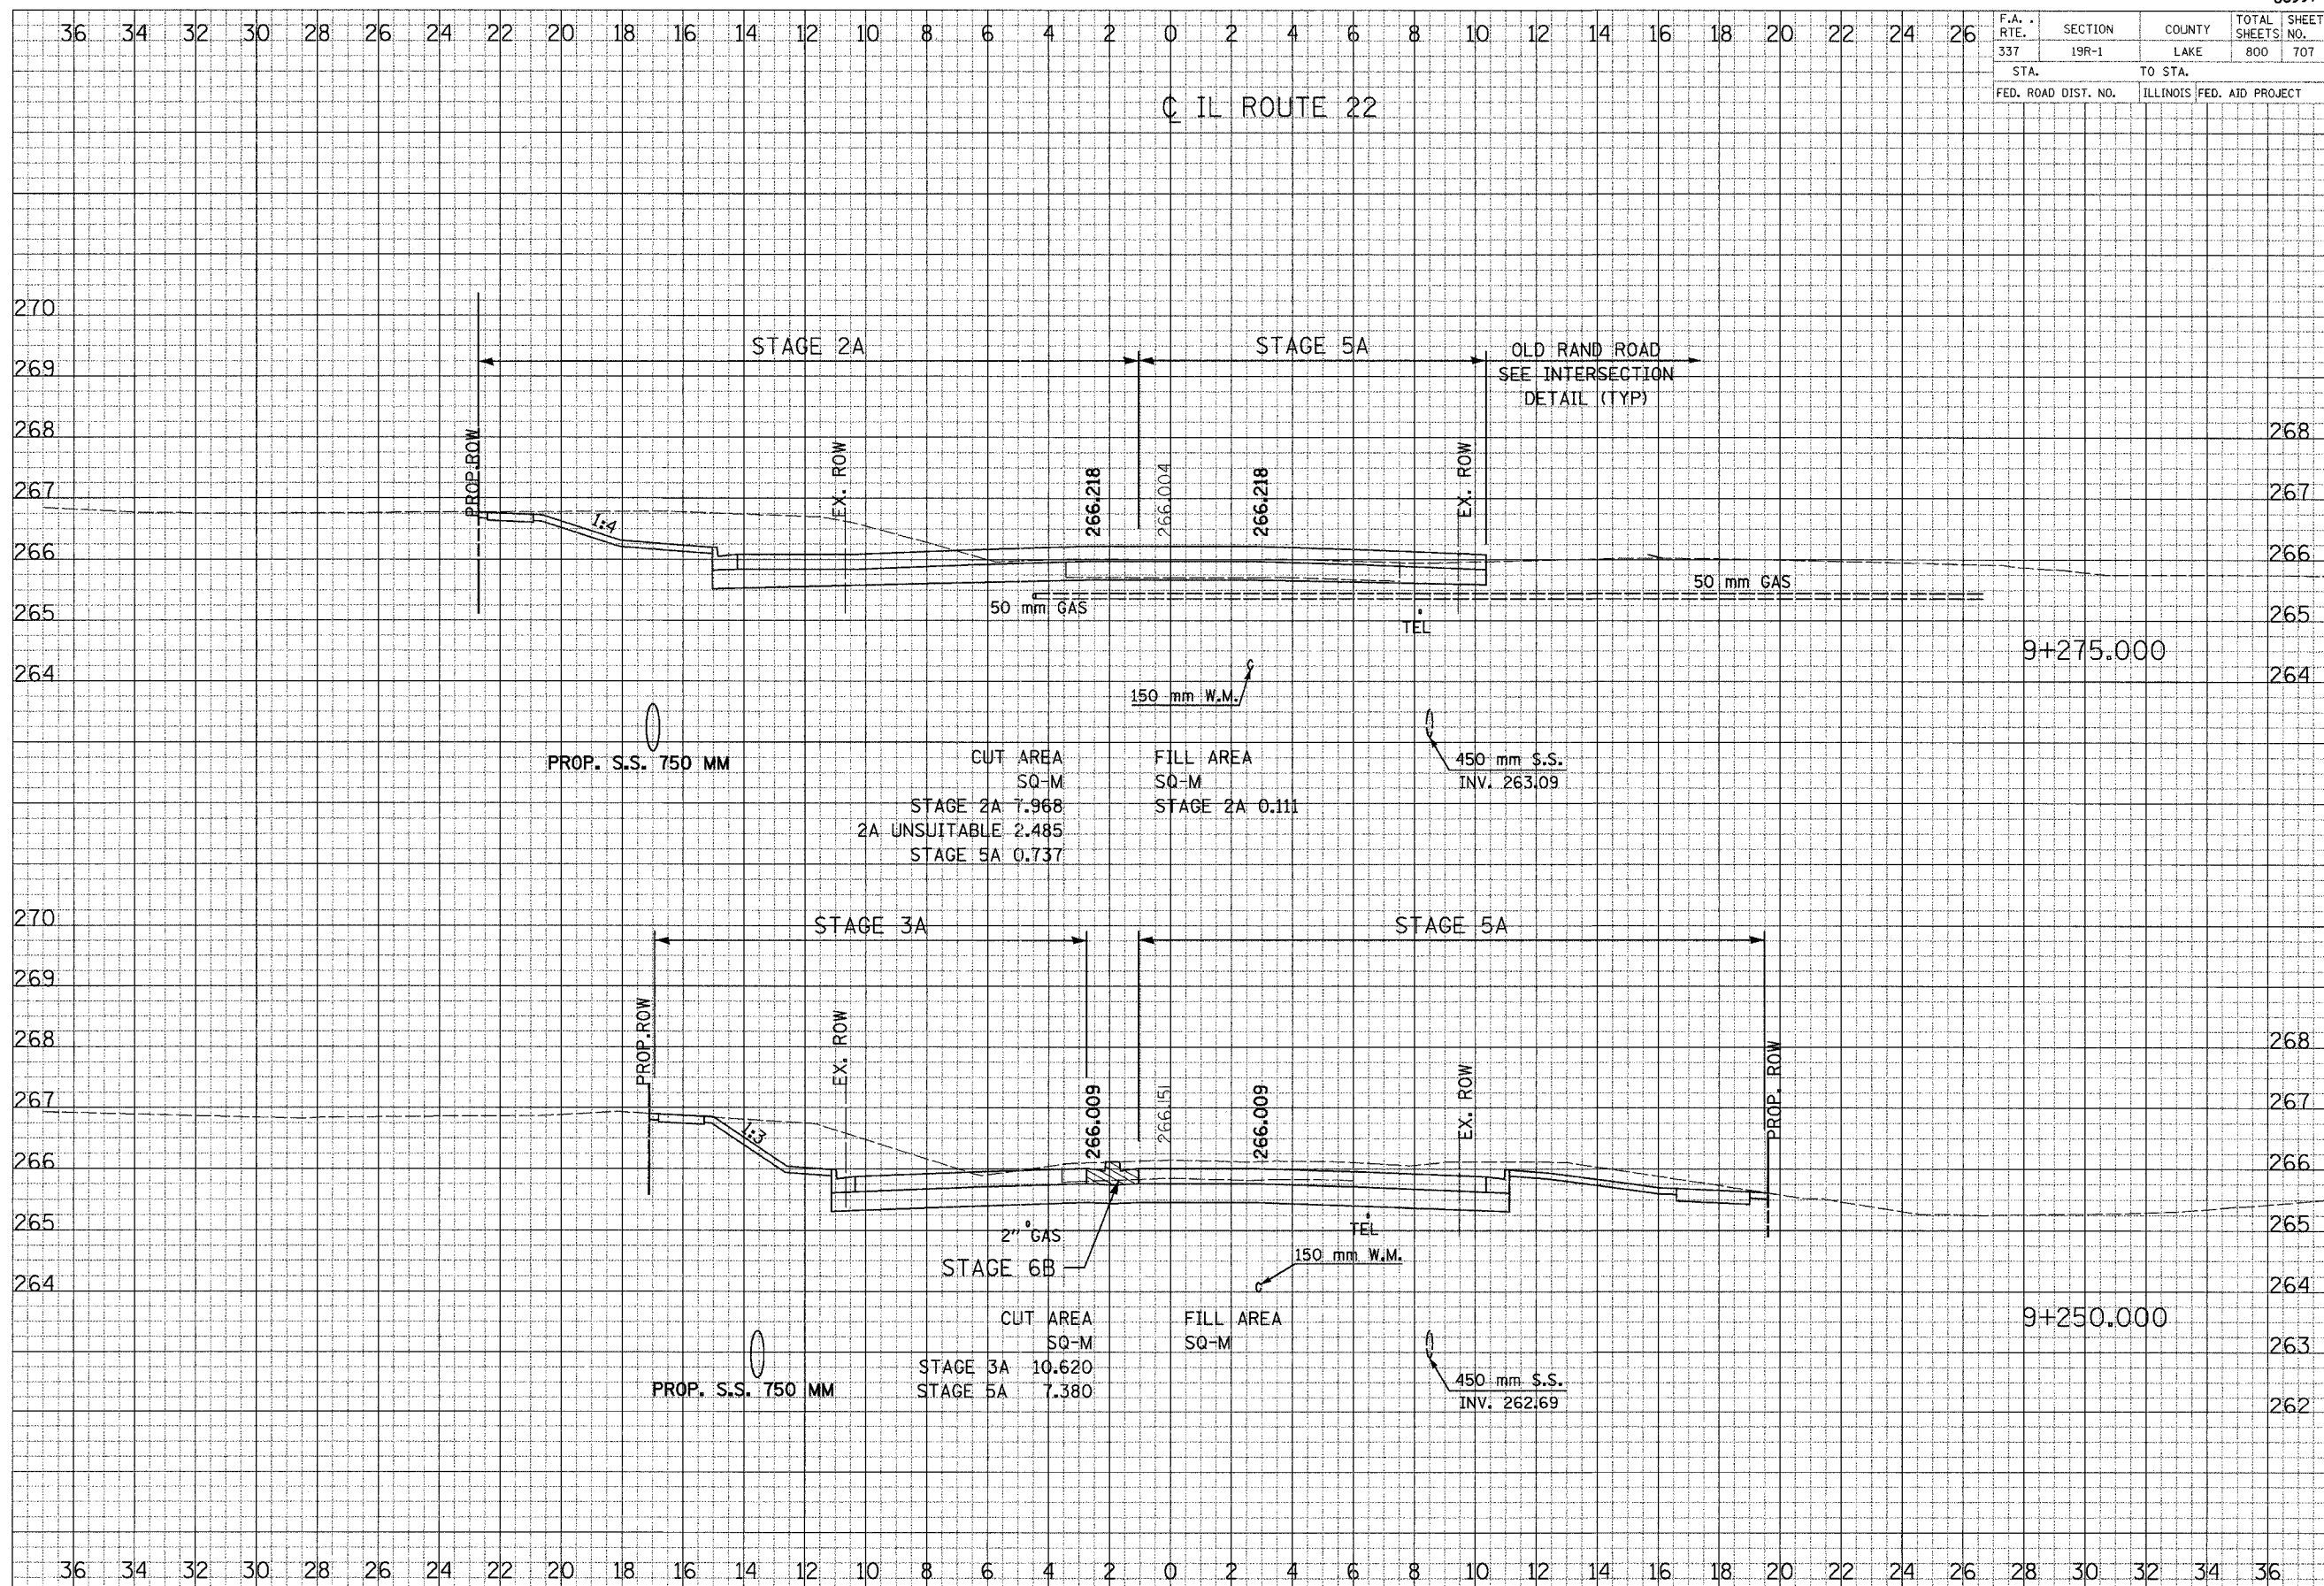 36 34 32 30 28 26 24 22 20 18 16 14 12 10 8 6 4 2 0 2 4 6 8 10 12 14 16 18 20 22 24 26
F.A. . RTE. SECTION COUNTY TOTAL SHEETS SHEET NO.
337 19R-1 LAKE 800 707
STA. TO STA.
FED. ROAD DIST. NO. ILLINOIS FED. AID PROJECT
℄ IL ROUTE 22
270
STAGE 2A STAGE 5A OLD RAND ROAD
SEE INTERSECTION
DETAIL (TYP)
269
268 268
PROP.ROW EX. ROW 266.218 266.004 266.218 EX. ROW
267 267
1:4
266 266
50 mm GAS 50 mm GAS
265 265
TEL
9+275.000
264 264
150 mm W.M.
PROP. S.S. 750 MM
CUT AREA FILL AREA
SQ-M SQ-M
STAGE 2A 7.968 STAGE 2A 0.111
2A UNSUITABLE 2.485
STAGE 5A 0.737
450 mm S.S.
INV. 263.09
270
STAGE 3A STAGE 5A
269
268 268
PROP.ROW EX. ROW 266.009 266.151 266.009 EX. ROW PROP. ROW
267 267
1:3
266 266
265 265
2" GAS TEL
STAGE 6B 150 mm W.M.
264 264
9+250.000
CUT AREA FILL AREA
SQ-M SQ-M
STAGE 3A 10.620
STAGE 5A 7.380
263
PROP. S.S. 750 MM
450 mm S.S.
INV. 262.69
262
36 34 32 30 28 26 24 22 20 18 16 14 12 10 8 6 4 2 0 2 4 6 8 10 12 14 16 18 20 22 24 26 28 30 32 34 36